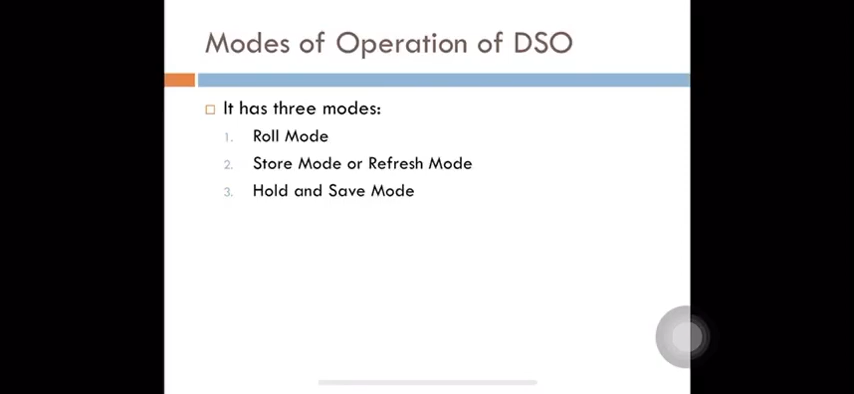 Modes of Operation of DSO
It has three modes:
1. Roll Mode
2. Store Mode or Refresh Mode
3. Hold and Save Mode